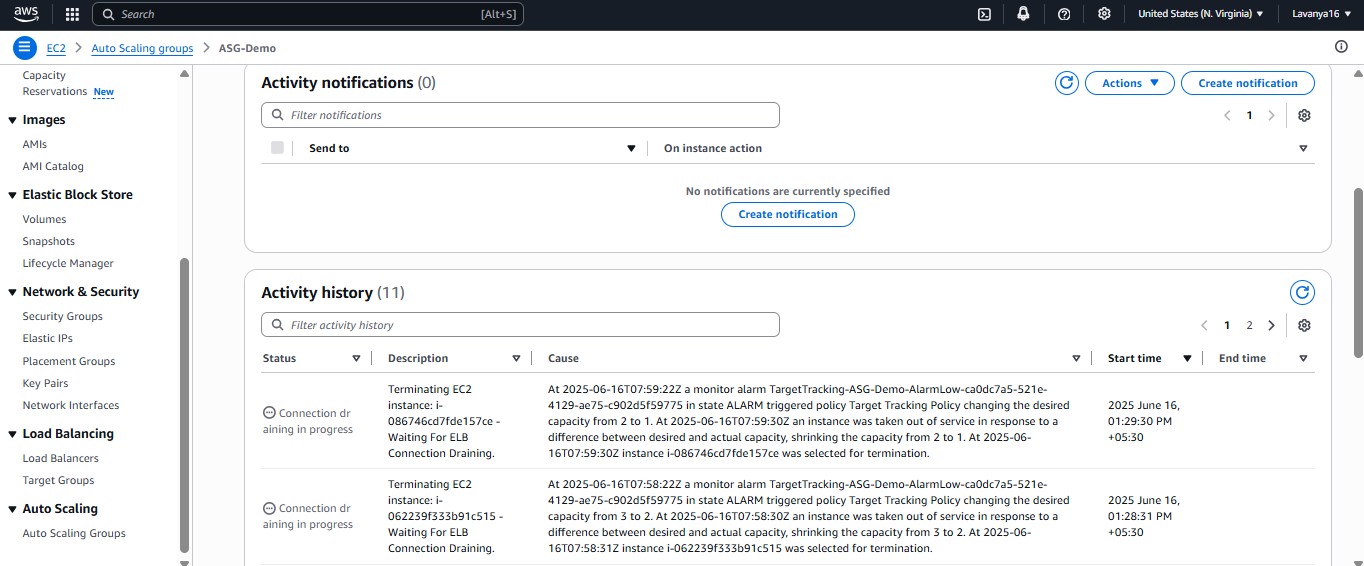 aws
Search
[Alt+S]
United States (N. Virginia)
Lavanya16
EC2
Auto Scaling groups
ASG-Demo
Capacity
Reservations New
Images
AMIs
AMI Catalog
Elastic Block Store
Volumes
Snapshots
Lifecycle Manager
Network & Security
Security Groups
Elastic IPs
Placement Groups
Key Pairs
Network Interfaces
Load Balancing
Load Balancers
Target Groups
Auto Scaling
Auto Scaling Groups
Activity notifications (0)
Actions
Create notification
Filter notifications
1
Send to
On instance action
No notifications are currently specified
Create notification
Activity history (11)
Filter activity history
1 2
Status
Description
Cause
Start time
End time
Connection dr
aining in progress
Terminating EC2
instance: i-
086746cd7fde157ce -
Waiting For ELB
Connection Draining.
At 2025-06-16T07:59:22Z a monitor alarm TargetTracking-ASG-Demo-AlarmLow-ca0dc7a5-521e-
4129-ae75-c902d5f59775 in state ALARM triggered policy Target Tracking Policy changing the desired
capacity from 2 to 1. At 2025-06-16T07:59:30Z an instance was taken out of service in response to a
difference between desired and actual capacity, shrinking the capacity from 2 to 1. At 2025-06-
16T07:59:30Z instance i-086746cd7fde157ce was selected for termination.
2025 June 16,
01:29:30 PM
+05:30
Connection dr
aining in progress
Terminating EC2
instance: i-
062239f333b91c515 -
Waiting For ELB
Connection Draining.
At 2025-06-16T07:58:22Z a monitor alarm TargetTracking-ASG-Demo-AlarmLow-ca0dc7a5-521e-
4129-ae75-c902d5f59775 in state ALARM triggered policy Target Tracking Policy changing the desired
capacity from 3 to 2. At 2025-06-16T07:58:30Z an instance was taken out of service in response to a
difference between desired and actual capacity, shrinking the capacity from 3 to 2. At 2025-06-
16T07:58:31Z instance i-062239f333b91c515 was selected for termination.
2025 June 16,
01:28:31 PM
+05:30